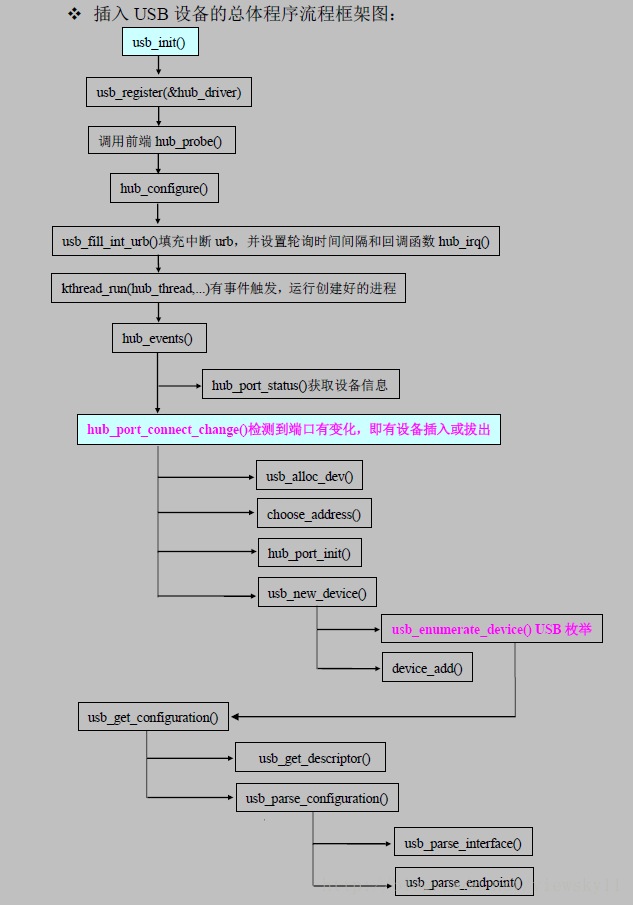 ❖ 插入 USB 设备的总体程序流程框架图：
usb_init()
usb_register(&hub_driver)
调用前端 hub_probe()
hub_configure()
usb_fill_int_urb()填充中断 urb，并设置轮询时间间隔和回调函数 hub_irq()
kthread_run(hub_thread,...)有事件触发，运行创建好的进程
hub_events()
hub_port_status()获取设备信息
hub_port_connect_change()检测到端口有变化，即有设备插入或拔出
usb_alloc_dev()
choose_address()
hub_port_init()
usb_new_device()
usb_enumerate_device() USB 枚举
device_add()
usb_get_configuration()
usb_get_descriptor()
usb_parse_configuration()
usb_parse_interface()
usb_parse_endpoint()